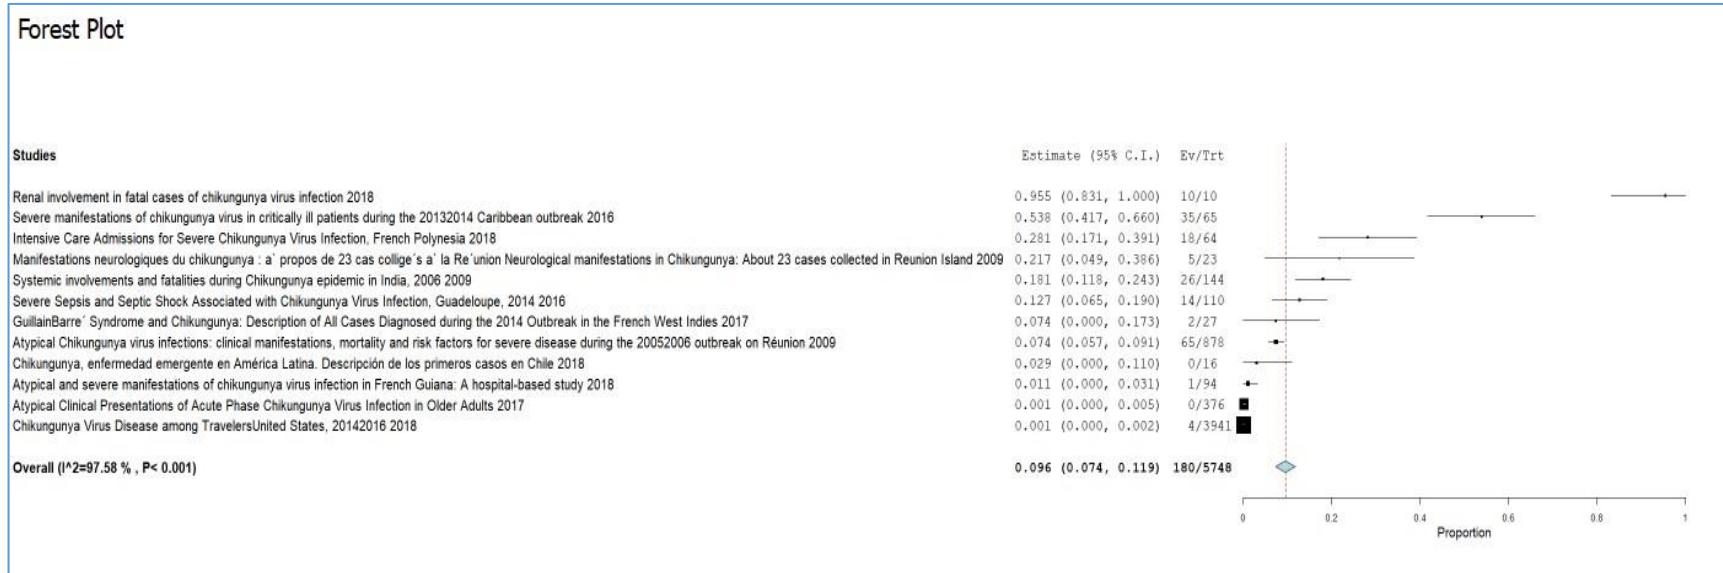 Forest Plot
Studies Estimate (95% C.I.) Ev/Trt
Renal involvement in fatal cases of chikungunya virus infection 2018 0.955 (0.831, 1.000) 10/10
Severe manifestations of chikungunya virus in critically ill patients during the 20132014 Caribbean outbreak 2016 0.538 (0.417, 0.660) 35/65
Intensive Care Admissions for Severe Chikungunya Virus Infection, French Polynesia 2018 0.281 (0.171, 0.391) 18/64
Manifestations neurologiques du chikungunya : a` propos de 23 cas collige´s a` la Re´union Neurological manifestations in Chikungunya: About 23 cases collected in Reunion Island 2009 0.217 (0.049, 0.386) 5/23
Systemic involvements and fatalities during Chikungunya epidemic in India, 2006 2009 0.181 (0.118, 0.243) 26/144
Severe Sepsis and Septic Shock Associated with Chikungunya Virus Infection, Guadeloupe, 2014 2016 0.127 (0.065, 0.190) 14/110
GuillainBarre´ Syndrome and Chikungunya: Description of All Cases Diagnosed during the 2014 Outbreak in the French West Indies 2017 0.074 (0.000, 0.173) 2/27
Atypical Chikungunya virus infections: clinical manifestations, mortality and risk factors for severe disease during the 20052006 outbreak on Réunion 2009 0.074 (0.057, 0.091) 65/878
Chikungunya, enfermedad emergente en América Latina. Descripción de los primeros casos en Chile 2018 0.029 (0.000, 0.110) 0/16
Atypical and severe manifestations of chikungunya virus infection in French Guiana: A hospital-based study 2018 0.011 (0.000, 0.031) 1/94
Atypical Clinical Presentations of Acute Phase Chikungunya Virus Infection in Older Adults 2017 0.001 (0.000, 0.005) 0/376
Chikungunya Virus Disease among TravelersUnited States, 20142016 2018 0.001 (0.000, 0.002) 4/3941
Overall (I^2=97.58 % , P< 0.001) 0.096 (0.074, 0.119) 180/5748
0 0.2 0.4 0.6 0.8 1
Proportion